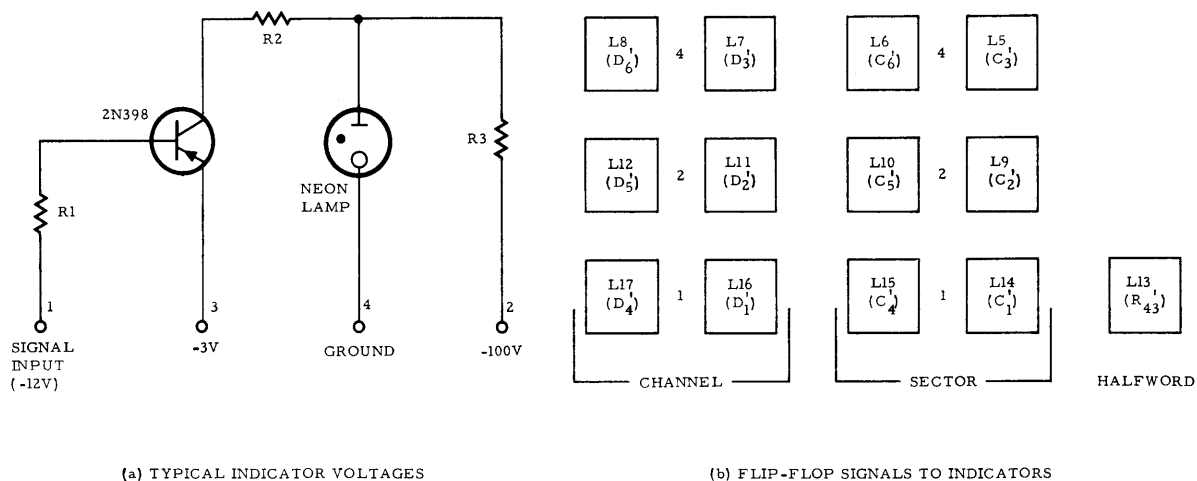 R2
2N398
R3
NEON
LAMP
R1
1
3
4
2
SIGNAL
INPUT
(-12V)
-3V
GROUND
-100V
(a) TYPICAL INDICATOR VOLTAGES
L8
(D6')
4
L7
(D3')
L6
(C6')
4
L5
(C3')
L12
(D5')
2
L11
(D2')
L10
(C5')
2
L9
(C2')
L17
(D4')
1
L16
(D1')
L15
(C4')
1
L14
(C1')
L13
(R43')
CHANNEL
SECTOR
HALFWORD
(b) FLIP-FLOP SIGNALS TO INDICATORS